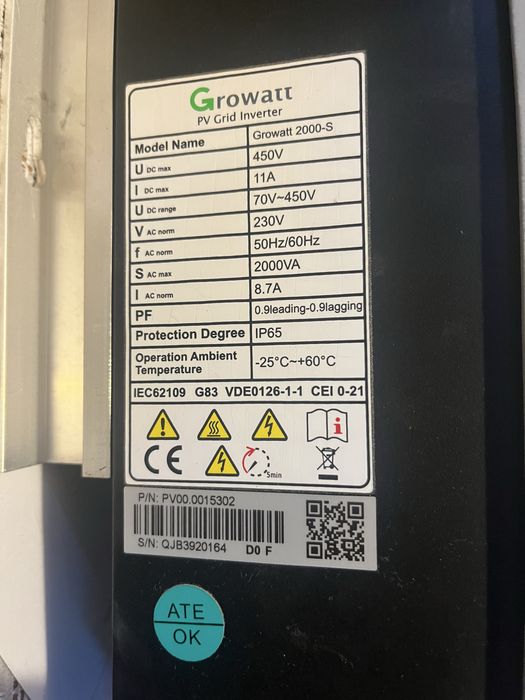 Growatt
PV Grid Inverter
Model Name Growatt 2000-S
U DC max 450V
I DC max 11A
U DC range 70V~450V
V AC norm 230V
f AC norm 50Hz/60Hz
S AC max 2000VA
I AC norm 8.7A
PF 0.9leading-0.9lagging
Protection Degree IP65
Operation Ambient
Temperature -25°C~+60°C
IEC62109 G83 VDE0126-1-1 CEI 0-21
CE 5min
P/N: PV00.0015302
S/N: QJB3920164 D0 F
ATE
OK